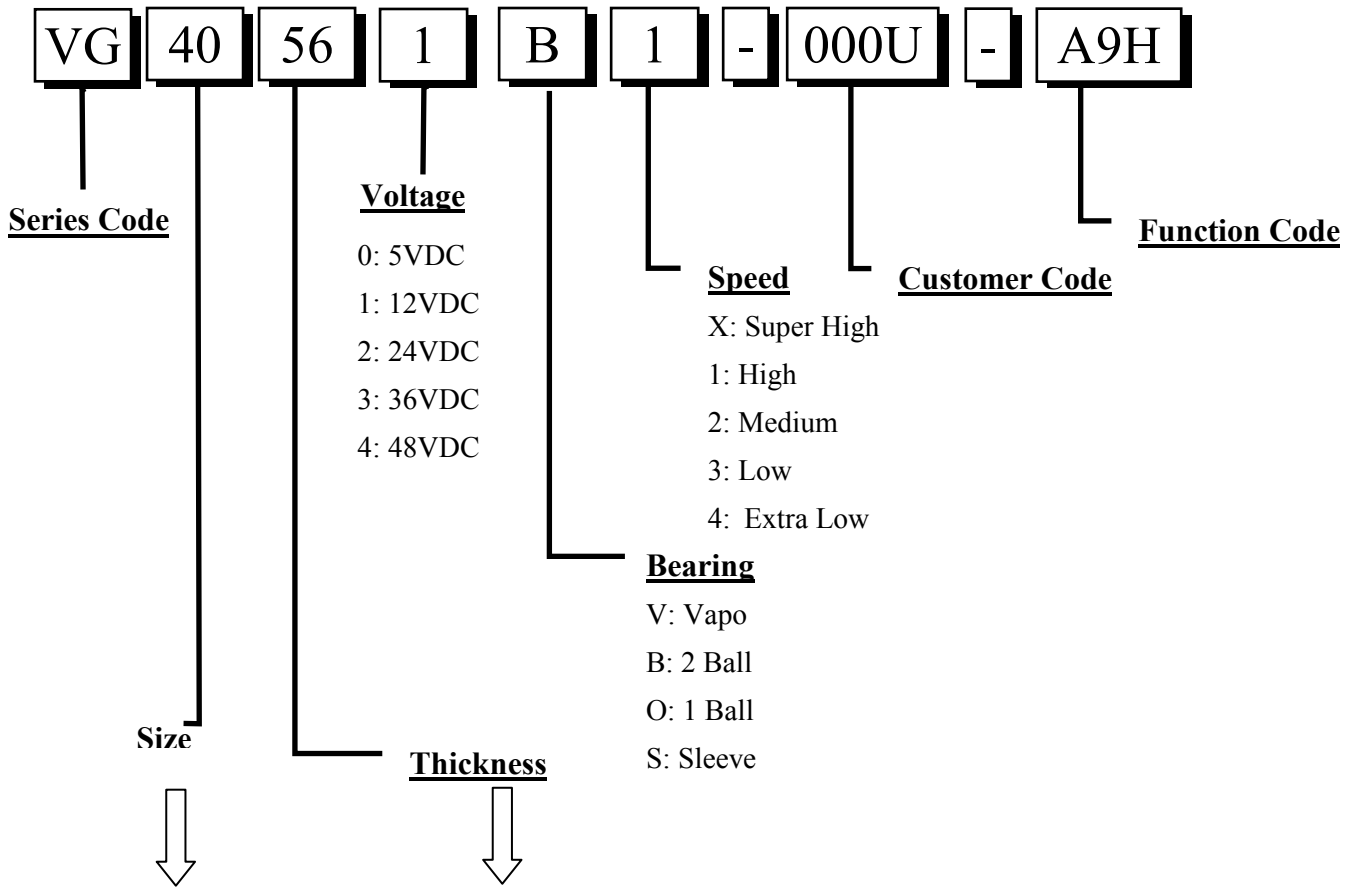 VG 40 56 1 B 1 - 000U - A9H
Series Code
Voltage
0: 5VDC
1: 12VDC
2: 24VDC
3: 36VDC
4: 48VDC
Function Code
Speed
X: Super High
1: High
2: Medium
3: Low
4: Extra Low
Customer Code
Bearing
V: Vapo
B: 2 Ball
O: 1 Ball
S: Sleeve
Size
Thickness